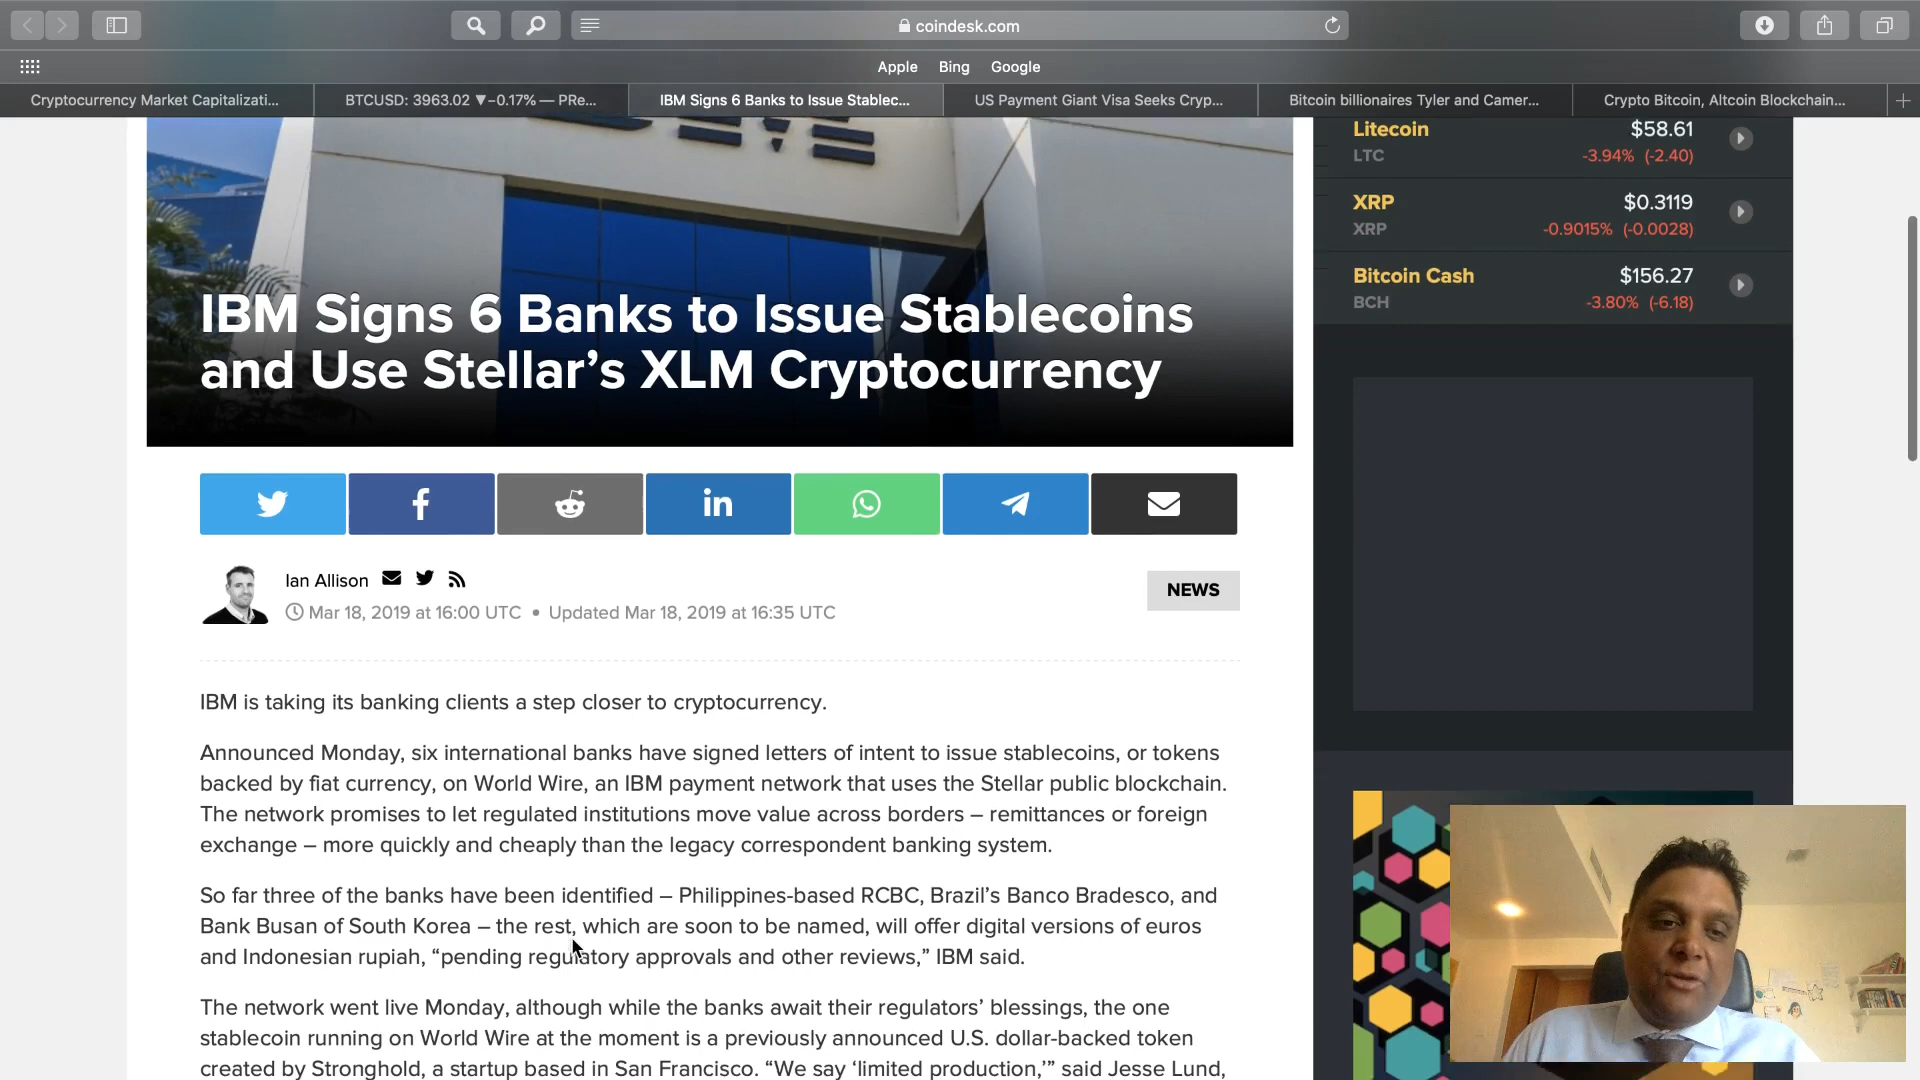 coindesk.com
Apple Bing Google
Cryptocurrency Market Capitalizati...
BTCUSD: 3963.02 ▼−0.17% — PRe...
IBM Signs 6 Banks to Issue Stablec...
US Payment Giant Visa Seeks Cryp...
Bitcoin billionaires Tyler and Camer...
Crypto Bitcoin, Altcoin Blockchain...
IBM Signs 6 Banks to Issue Stablecoins
and Use Stellar’s XLM Cryptocurrency
Ian Allison
Mar 18, 2019 at 16:00 UTC • Updated Mar 18, 2019 at 16:35 UTC
NEWS
IBM is taking its banking clients a step closer to cryptocurrency.
Announced Monday, six international banks have signed letters of intent to issue stablecoins, or tokens
backed by fiat currency, on World Wire, an IBM payment network that uses the Stellar public blockchain.
The network promises to let regulated institutions move value across borders – remittances or foreign
exchange – more quickly and cheaply than the legacy correspondent banking system.
So far three of the banks have been identified – Philippines-based RCBC, Brazil’s Banco Bradesco, and
Bank Busan of South Korea – the rest, which are soon to be named, will offer digital versions of euros
and Indonesian rupiah, “pending regulatory approvals and other reviews,” IBM said.
The network went live Monday, although while the banks await their regulators’ blessings, the one
stablecoin running on World Wire at the moment is a previously announced U.S. dollar-backed token
created by Stronghold, a startup based in San Francisco. “We say ‘limited production,’” said Jesse Lund,
Litecoin $58.61
LTC -3.94% (-2.40)
XRP $0.3119
XRP -0.9015% (-0.0028)
Bitcoin Cash $156.27
BCH -3.80% (-6.18)